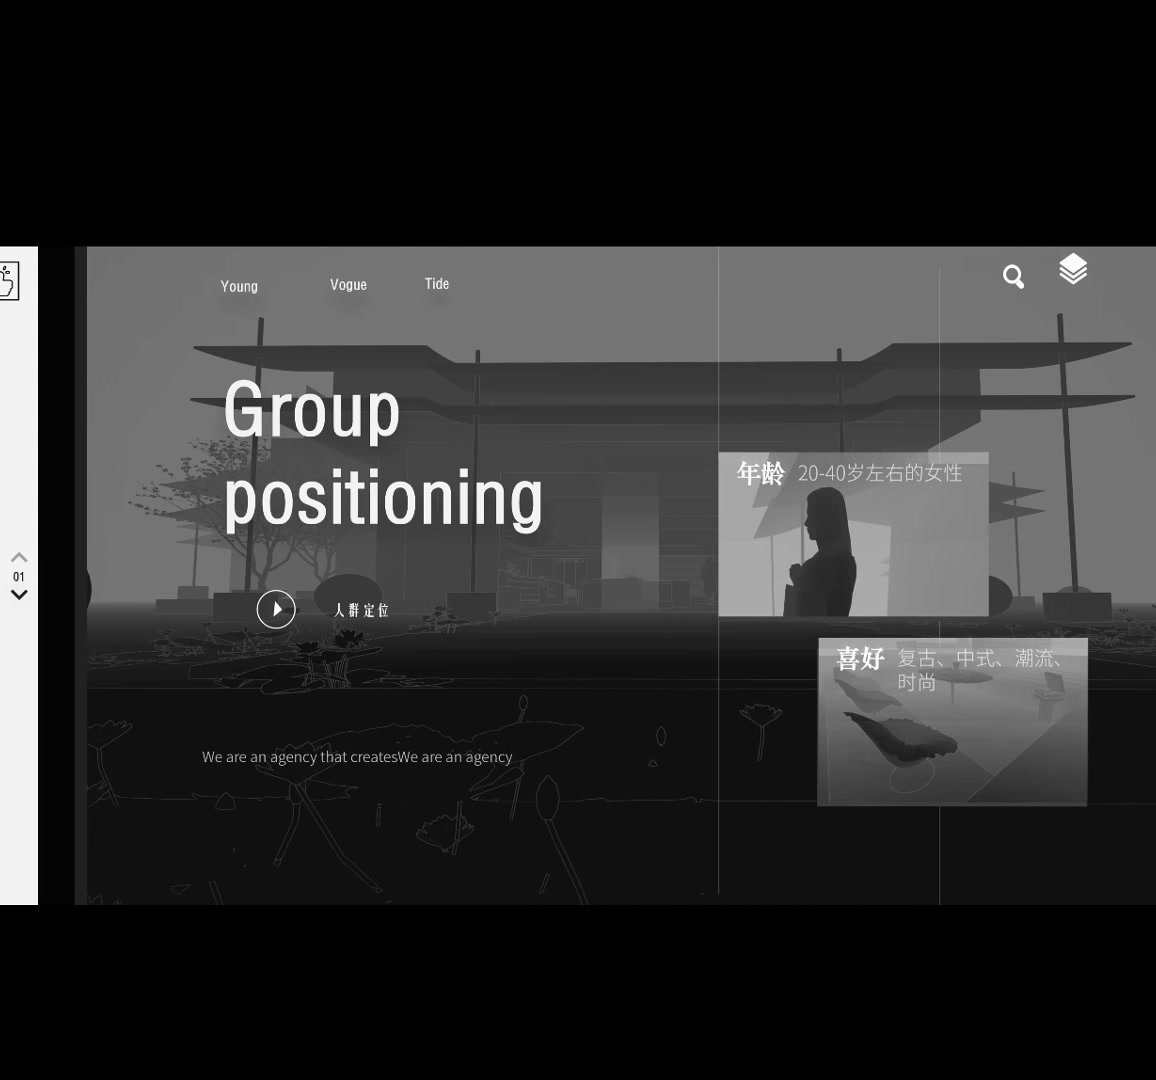 Young
Vogue
Tide
Group
positioning
年龄 20-40岁左右的女性
01
人群定位
喜好 复古、中式、潮流、
时尚
We are an agency that createsWe are an agency